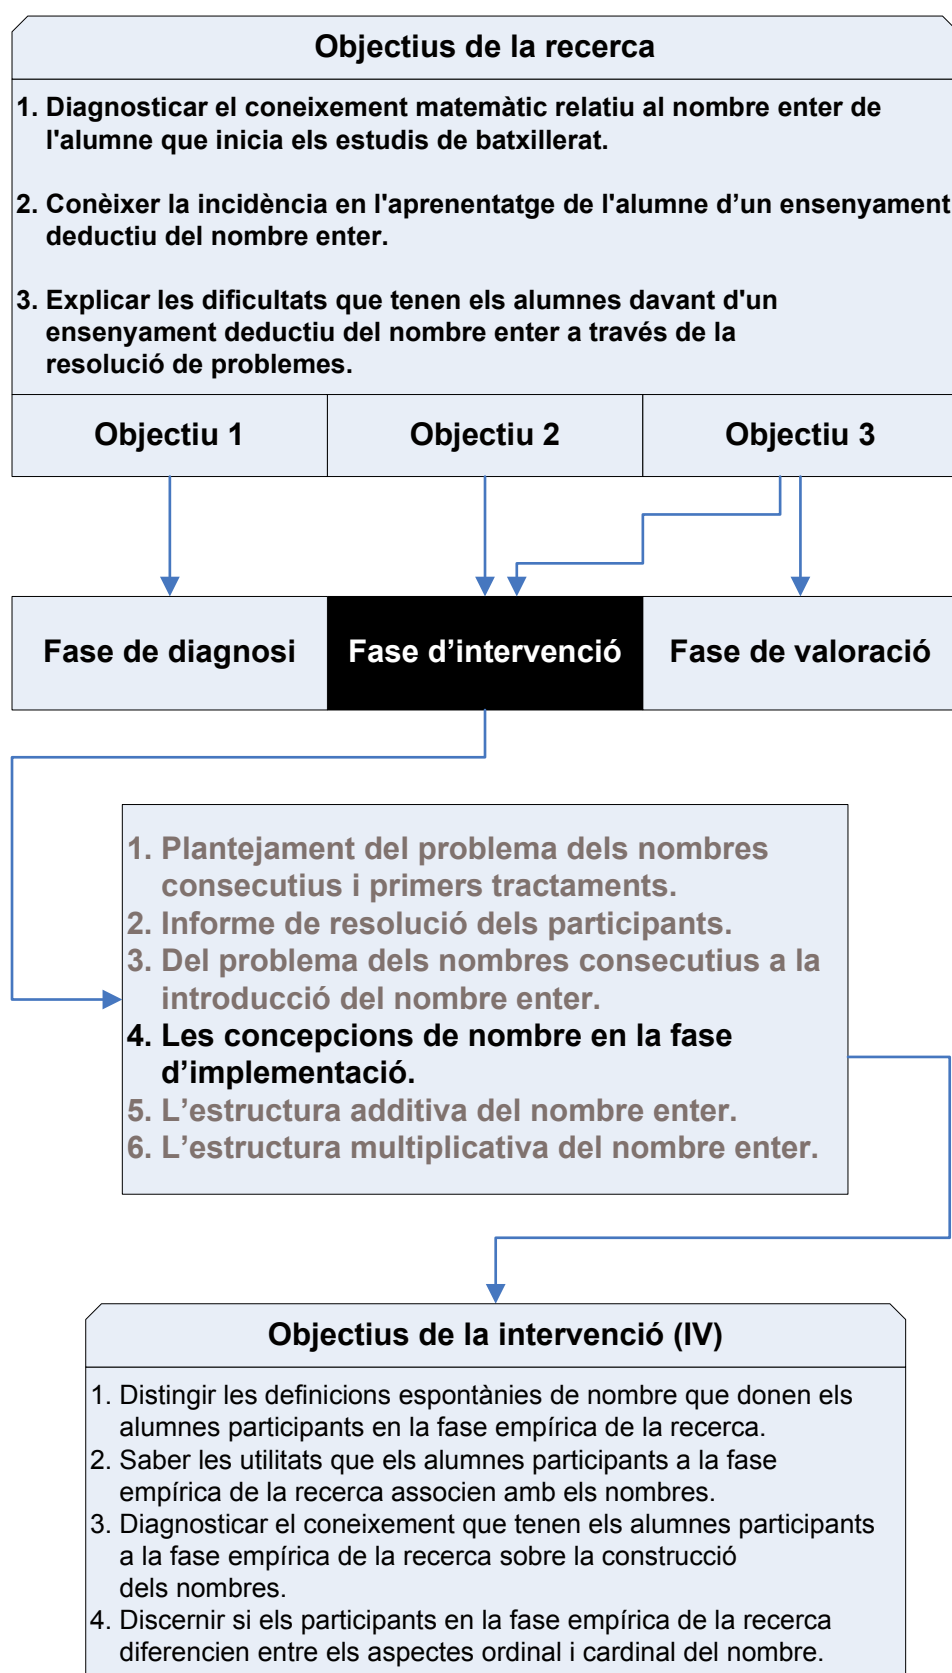 Objectius de la recerca
1. Diagnosticar el coneixement matemàtic relatiu al nombre enter de
l'alumne que inicia els estudis de batxillerat.
2. Conèixer la incidència en l'aprenentatge de l'alumne d’un ensenyament
deductiu del nombre enter.
3. Explicar les dificultats que tenen els alumnes davant d'un
ensenyament deductiu del nombre enter a través de la
resolució de problemes.
Objectiu 1
Objectiu 2
Objectiu 3
Fase de diagnosi
Fase d’intervenció
Fase de valoració
1. Plantejament del problema dels nombres
consecutius i primers tractaments.
2. Informe de resolució dels participants.
3. Del problema dels nombres consecutius a la
introducció del nombre enter.
4. Les concepcions de nombre en la fase
d’implementació.
5. L’estructura additiva del nombre enter.
6. L’estructura multiplicativa del nombre enter.
Objectius de la intervenció (IV)
1. Distingir les definicions espontànies de nombre que donen els
alumnes participants en la fase empírica de la recerca.
2. Saber les utilitats que els alumnes participants a la fase
empírica de la recerca associen amb els nombres.
3. Diagnosticar el coneixement que tenen els alumnes participants
a la fase empírica de la recerca sobre la construcció
dels nombres.
4. Discernir si els participants en la fase empírica de la recerca
diferencien entre els aspectes ordinal i cardinal del nombre.